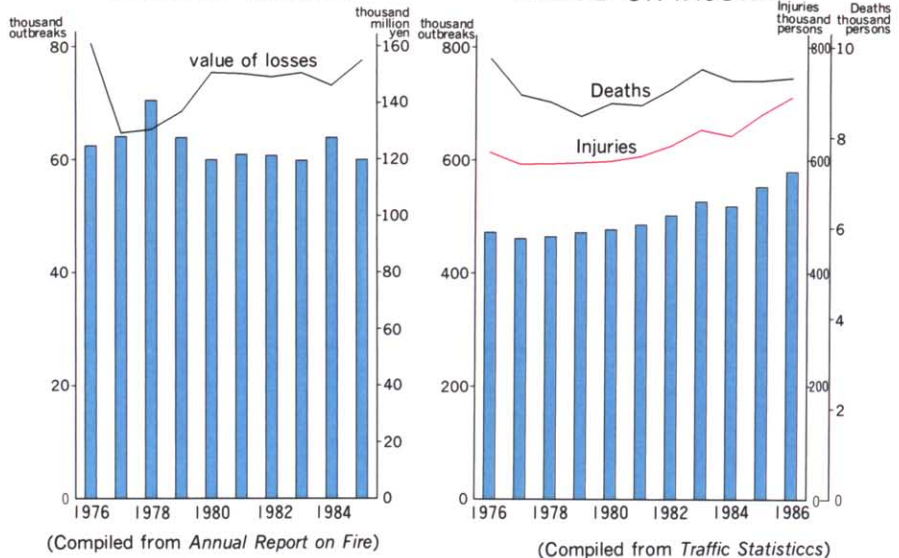 thousand
outbreaks
thousand
million
yen
80
60
40
20
0
160
140
120
100
80
60
40
20
0
value of losses
1976 1978 1980 1982 1984
(Compiled from Annual Report on Fire)
thousand
outbreaks
Injuries
thousand
persons
Deaths
thousand
persons
800
600
400
200
0
800
600
400
200
0
10
8
6
4
2
0
Deaths
Injuries
1976 1978 1980 1982 1984 1986
(Compiled from Traffic Statisticcs)